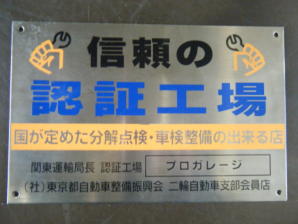 信頼の
認証工場
国が定めた分解点検・車検整備の出来る店
関東運輸局長 認証工場 プロガレージ
(社)東京都自動車整備振興会 二輪自動車支部会員店